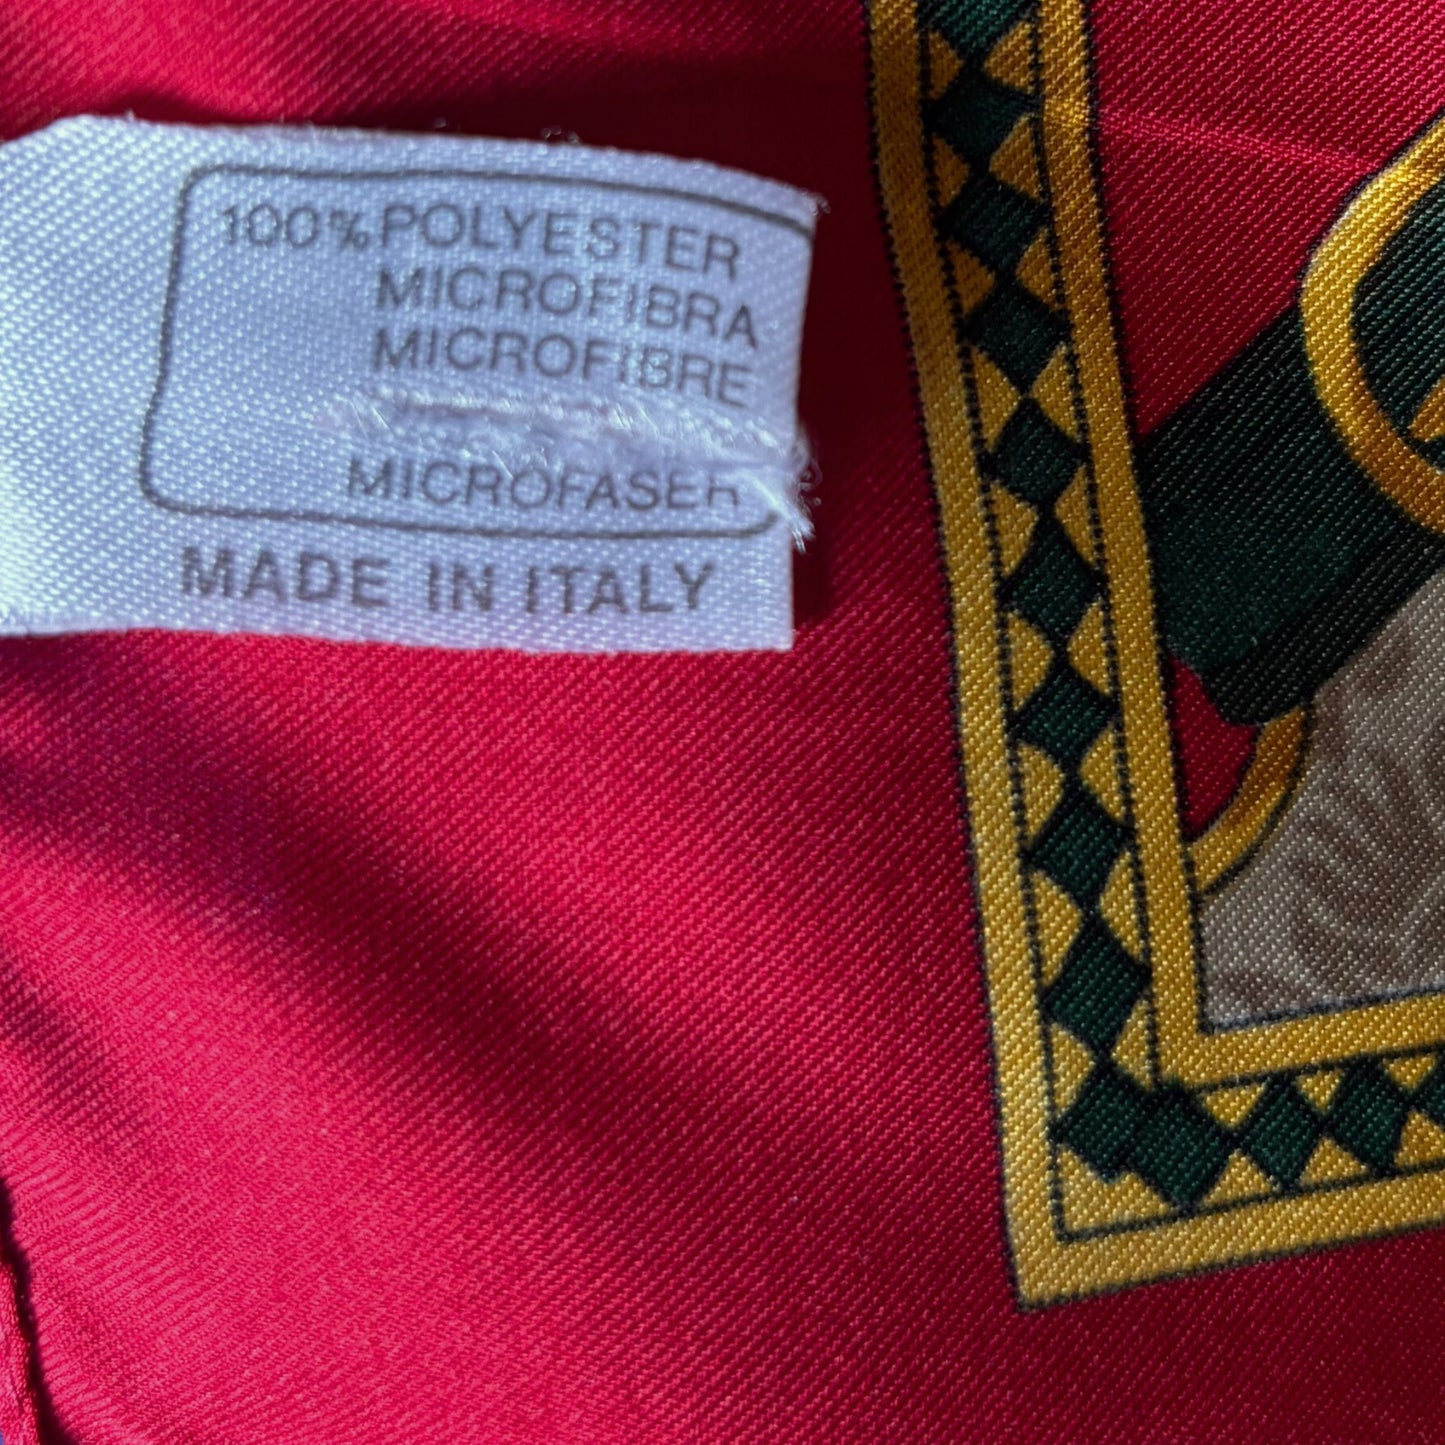 100% POLYESTER
MICROFIBRA
MICROFIBRE
MICROFASER
MADE IN ITALY